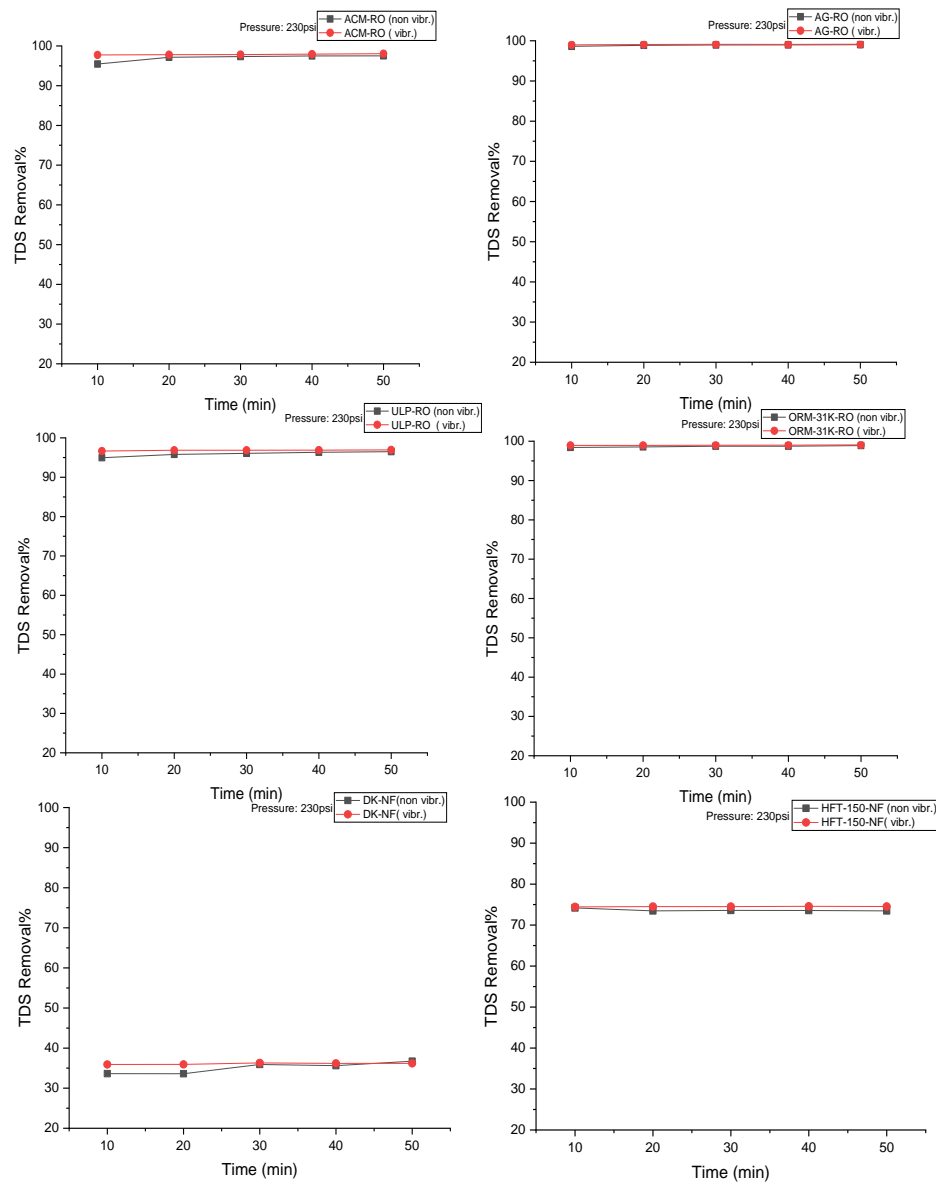 Pressure: 230psi
ACM-RO (non vibr.)
ACM-RO ( vibr.)
100
90
80
70
60
50
40
30
20
TDS Removal%
10 20 30 40 50
Time (min)
Pressure: 230psi
AG-RO (non vibr.)
AG-RO ( vibr.)
100
90
80
70
60
50
40
30
20
TDS Removal%
10 20 30 40 50
Time (min)
Pressure: 230psi
ULP-RO (non vibr.)
ULP-RO ( vibr.)
100
90
80
70
60
50
40
30
20
TDS Removal%
10 20 30 40 50
Time (min)
Pressure: 230psi
ORM-31K-RO (non vibr.)
ORM-31K-RO ( vibr.)
100
90
80
70
60
50
40
30
20
TDS Removal%
10 20 30 40 50
Time (min)
Pressure: 230psi
DK-NF(non vibr.)
DK-NF( vibr.)
100
90
80
70
60
50
40
30
20
TDS Removal%
10 20 30 40 50
Time (min)
Pressure: 230psi
HFT-150-NF (non vibr.)
HFT-150-NF( vibr.)
100
90
80
70
60
50
40
30
20
TDS Removal%
10 20 30 40 50
Time (min)